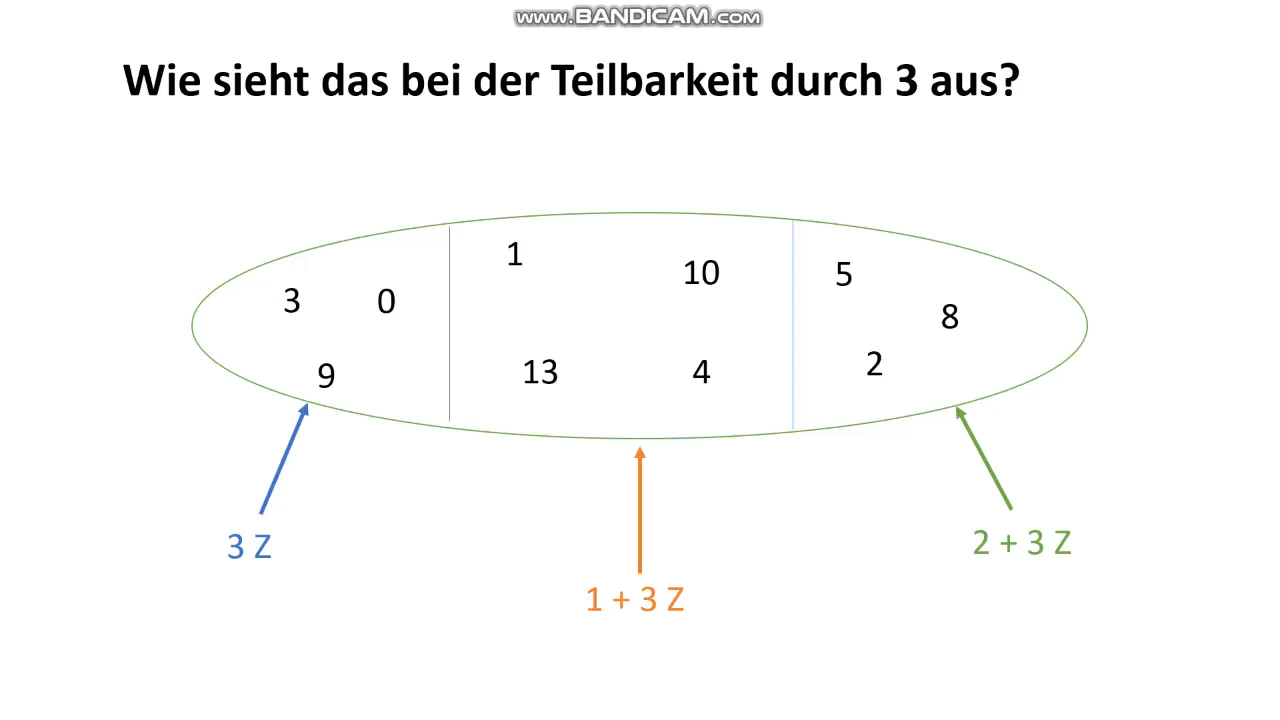 www.BANDICAM.com
Wie sieht das bei der Teilbarkeit durch 3 aus?
1
10
5
3
0
8
9
13
4
2
3 Z
1 + 3 Z
2 + 3 Z